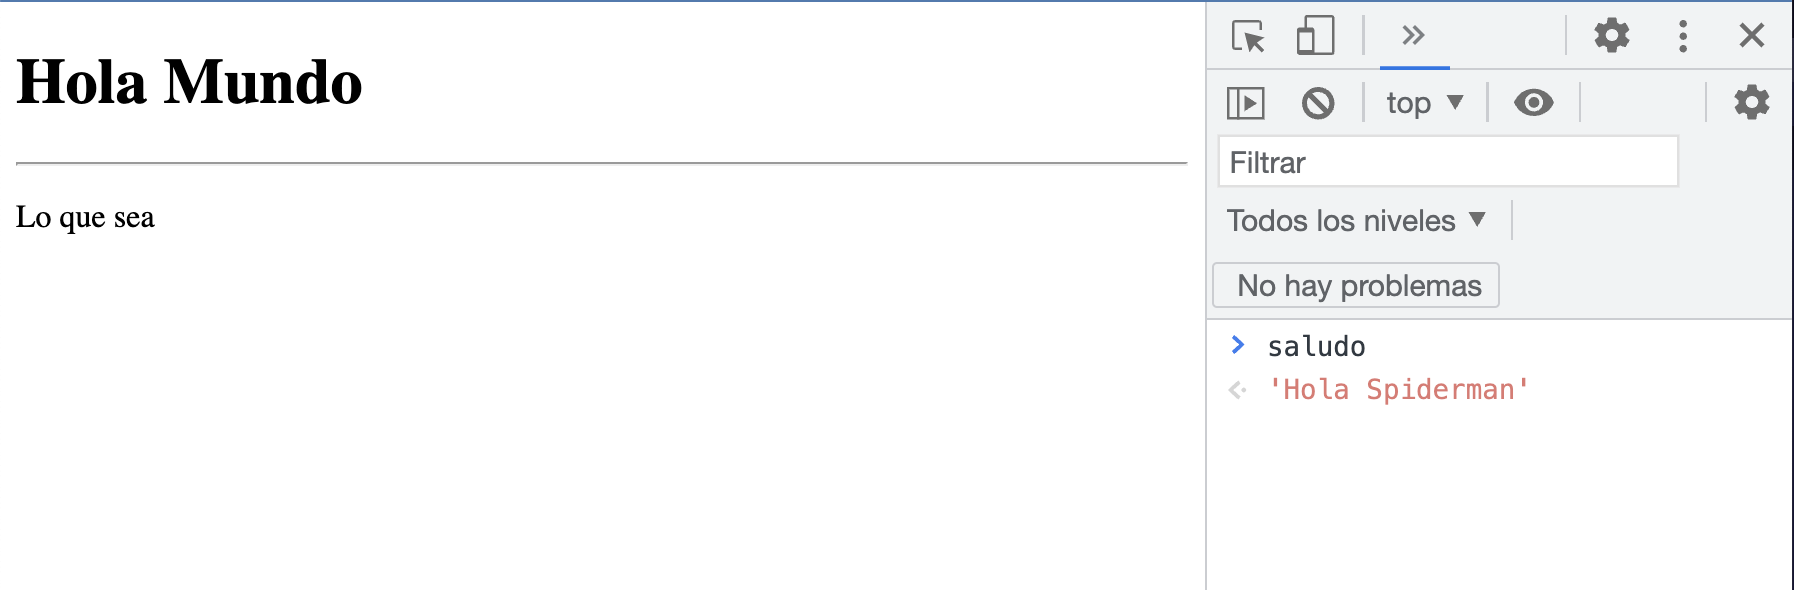 Hola Mundo
Lo que sea
top
Filtrar
Todos los niveles
No hay problemas
saludo
'Hola Spiderman'